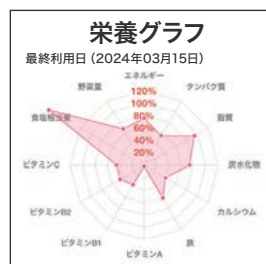 栄養グラフ
最終利用日 (2024年03月15日)
エネルギー
野菜量
タンパク質
120%
100%
80%
60%
40%
20%
食塩相当量
脂質
ビタミンC
炭水化物
ビタミンB2
カルシウム
ビタミンB1
鉄
ビタミンA